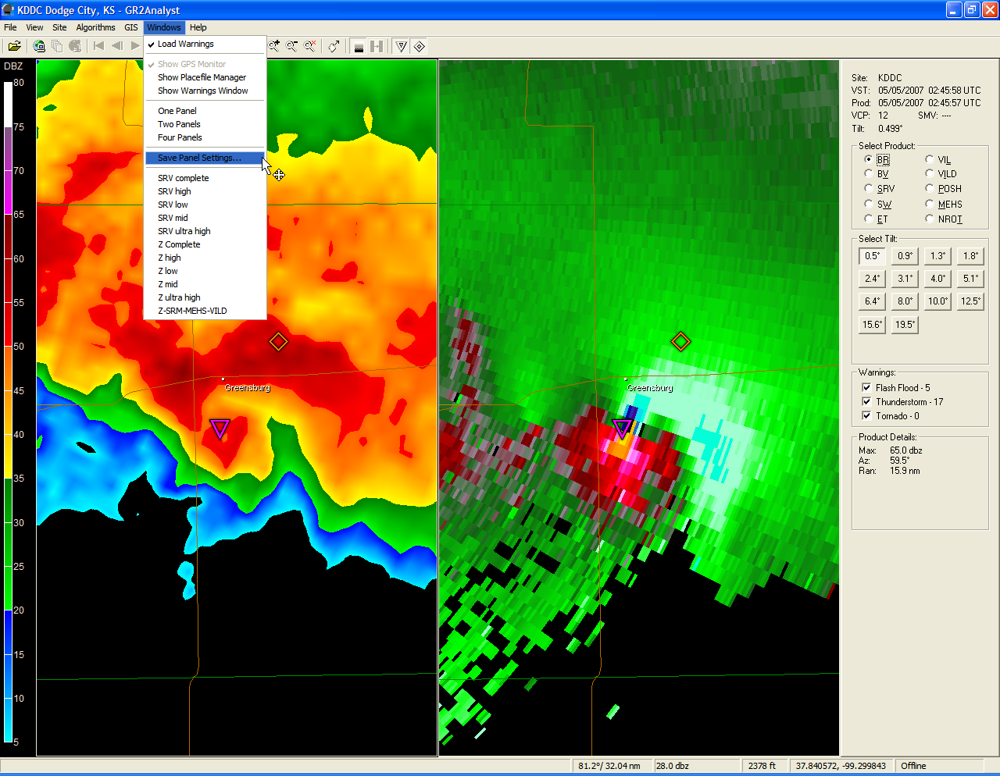 KDDC Dodge City, KS - GR2Analyst
File View Site Algorithms GIS Windows Help
Load Warnings
Show GPS Monitor
Show Placefile Manager
Show Warnings Window
One Panel
Two Panels
Four Panels
Save Panel Settings...
SRV complete
SRV high
SRV low
SRV mid
SRV ultra high
Z Complete
Z high
Z low
Z mid
Z ultra high
Z-SRM-MEHS-VILD
DBZ
80
75
70
65
60
55
50
45
40
35
30
25
20
15
10
5
Greensburg
Greensburg
Site: KDDC
VST: 05/05/2007 02:45:58 UTC
Prod: 05/05/2007 02:45:57 UTC
VCP: 12 SMV: ----
Tilt: 0.499°
Select Product:
BR VIL
BV VILD
SRV POSH
SW MEHS
ET NROT
Select Tilt:
0.5° 0.9° 1.3° 1.8°
2.4° 3.1° 4.0° 5.1°
6.4° 8.0° 10.0° 12.5°
15.6° 19.5°
Warnings:
Flash Flood - 5
Thunderstorm - 17
Tornado - 0
Product Details:
Max: 65.0 dbz
Az: 59.5°
Ran: 15.9 nm
81.2°/ 32.04 nm 28.0 dbz 2378 ft 37.840572, -99.299843 Offline